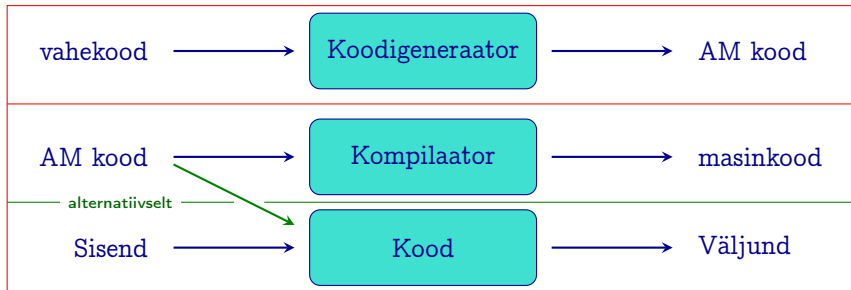 vahekood Koodigeneraator AM kood
AM kood Kompilaator masinkood
alternatiivselt
Sisend Kood Väljund